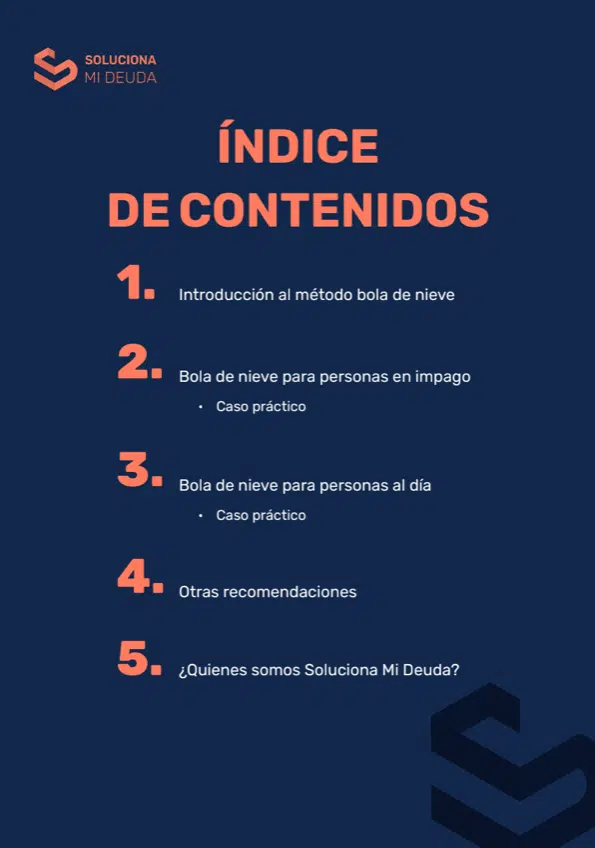 SOLUCIONA
MI DEUDA
ÍNDICE
DE CONTENIDOS
1. Introducción al método bola de nieve
2. Bola de nieve para personas en impago
• Caso práctico
3. Bola de nieve para personas al día
• Caso práctico
4. Otras recomendaciones
5. ¿Quienes somos Soluciona Mi Deuda?